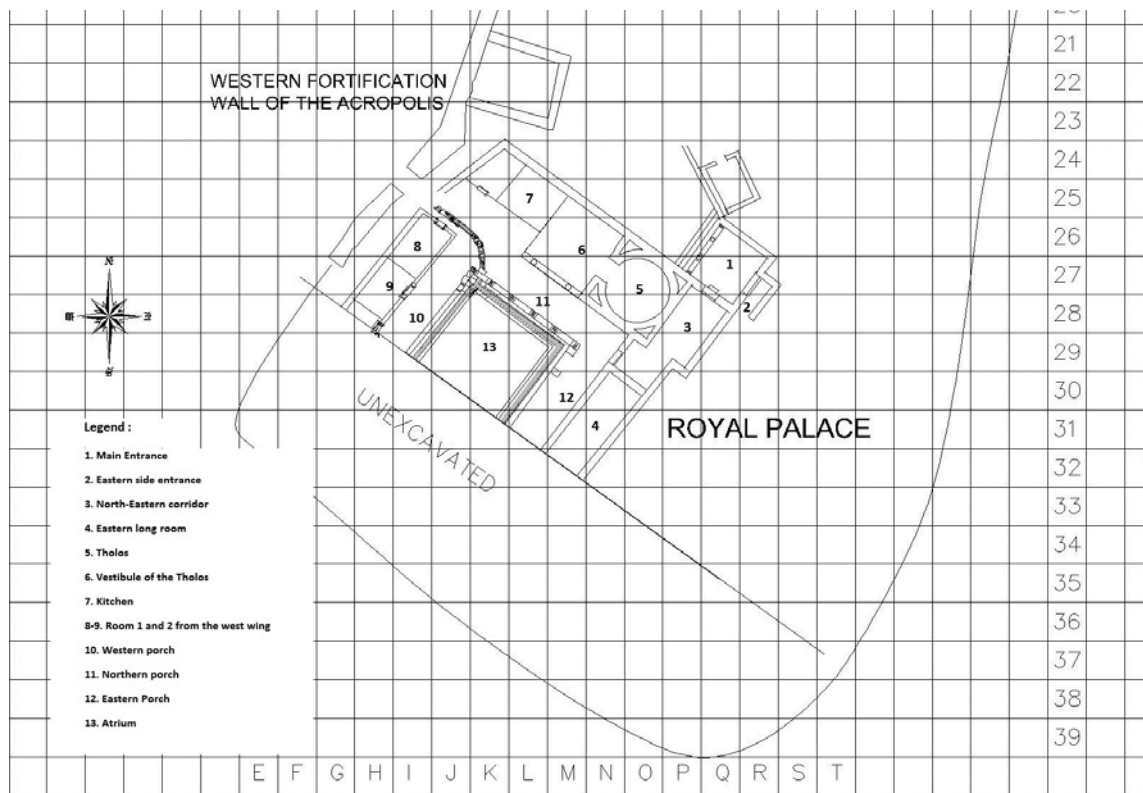 20
21
WESTERN FORTIFICATION
22
WALL OF THE ACROPOLIS
23
24
7
25
8
6
26
1
9
5
27
11
2
10
3
28
13
29
12
30
4
UNEXCAVATED
ROYAL PALACE
31
32
33
34
35
36
37
38
39
N
Legend :
1. Main Entrance
2. Eastern side entrance
3. North-Eastern corridor
4. Eastern long room
5. Tholos
6. Vestibule of the Tholos
7. Kitchen
8-9. Room 1 and 2 from the west wing
10. Western porch
11. Northern porch
12. Eastern Porch
13. Atrium
E F G H I J K L M N O P Q R S T